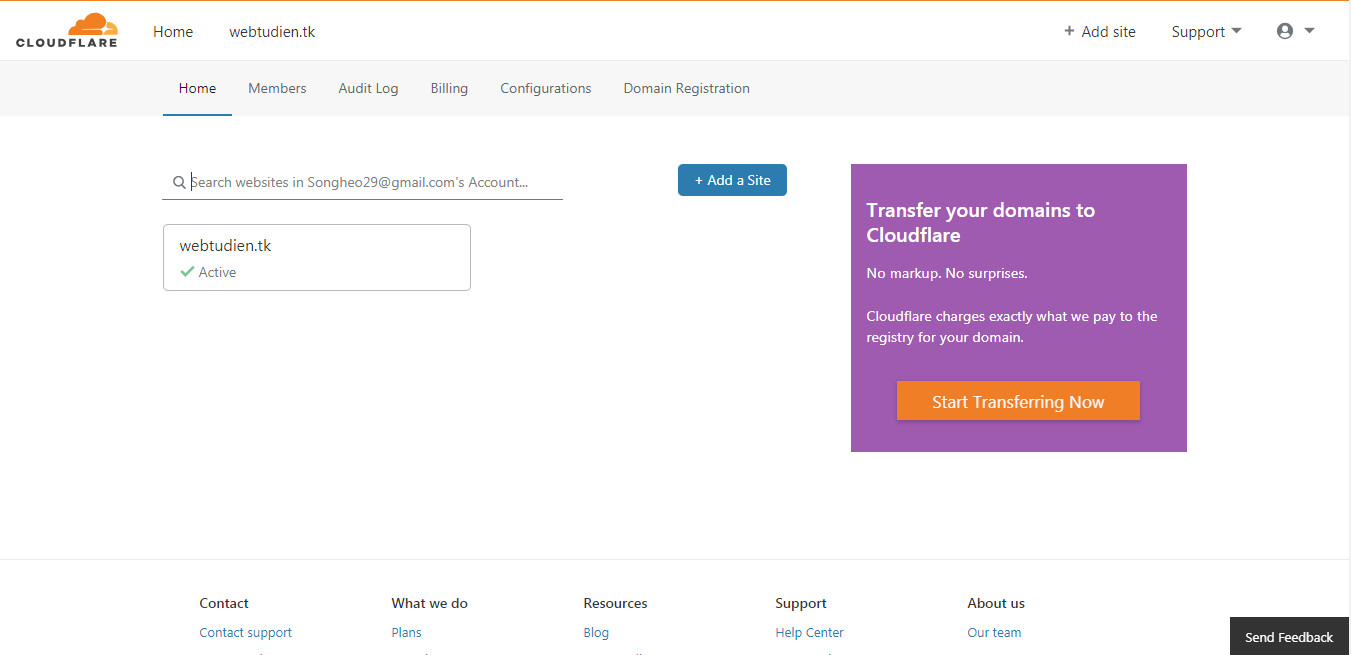 CLOUDFLARE
Home
webtudien.tk
+ Add site
Support
Home
Members
Audit Log
Billing
Configurations
Domain Registration
Search websites in Songheo29@gmail.com's Account...
+ Add a Site
webtudien.tk
Active
Transfer your domains to
Cloudflare
No markup. No surprises.
Cloudflare charges exactly what we pay to the
registry for your domain.
Start Transferring Now
Contact
Contact support
What we do
Plans
Resources
Blog
Support
Help Center
About us
Our team
Send Feedback